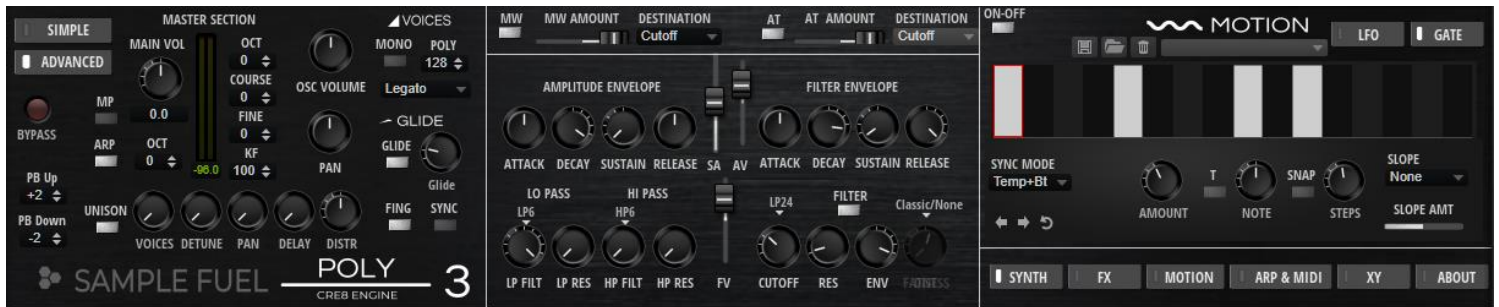 SIMPLE
ADVANCED
MASTER SECTION
MAIN VOL
0.0
OCT
0
COURSE
0
FINE
0
KF
100
-96.0
BYPASS
MP
ARP
OCT
0
PB Up
+2
PB Down
-2
UNISON
VOICES DETUNE PAN DELAY DISTR
VOICES
MONO POLY
128
OSC VOLUME
Legato
GLIDE
GLIDE
PAN
Glide
FING SYNC
SAMPLE FUEL
POLY
CRE8 ENGINE
3
MW
MW AMOUNT
DESTINATION
Cutoff
AT
AT AMOUNT
DESTINATION
Cutoff
AMPLITUDE ENVELOPE
ATTACK DECAY SUSTAIN RELEASE
SA AV
FILTER ENVELOPE
ATTACK DECAY SUSTAIN RELEASE
LO PASS
HI PASS
LP6
HP6
LP24
FILTER
Classic/None
LP FILT LP RES HP FILT HP RES
FV
CUTOFF RES ENV
ON-OFF
MOTION
LFO
GATE
SYNC MODE
Temp+Bt
AMOUNT
T
NOTE
SNAP
STEPS
SLOPE
None
SLOPE AMT
SYNTH
FX
MOTION
ARP & MIDI
XY
ABOUT